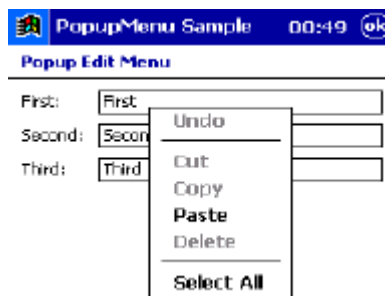 PopupMenu Sample 00:49 ok
Popup Edit Menu
First: First
Second: Secon
Third: Third
Undo
Cut
Copy
Paste
Delete
Select All